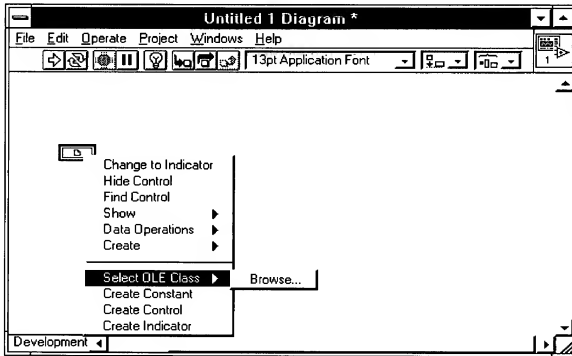 Untitled 1 Diagram *
File Edit Operate Project Windows Help
13pt Application Font
1
Change to Indicator
Hide Control
Find Control
Show
Data Operations
Create
Select OLE Class Browse...
Create Constant
Create Control
Create Indicator
Development